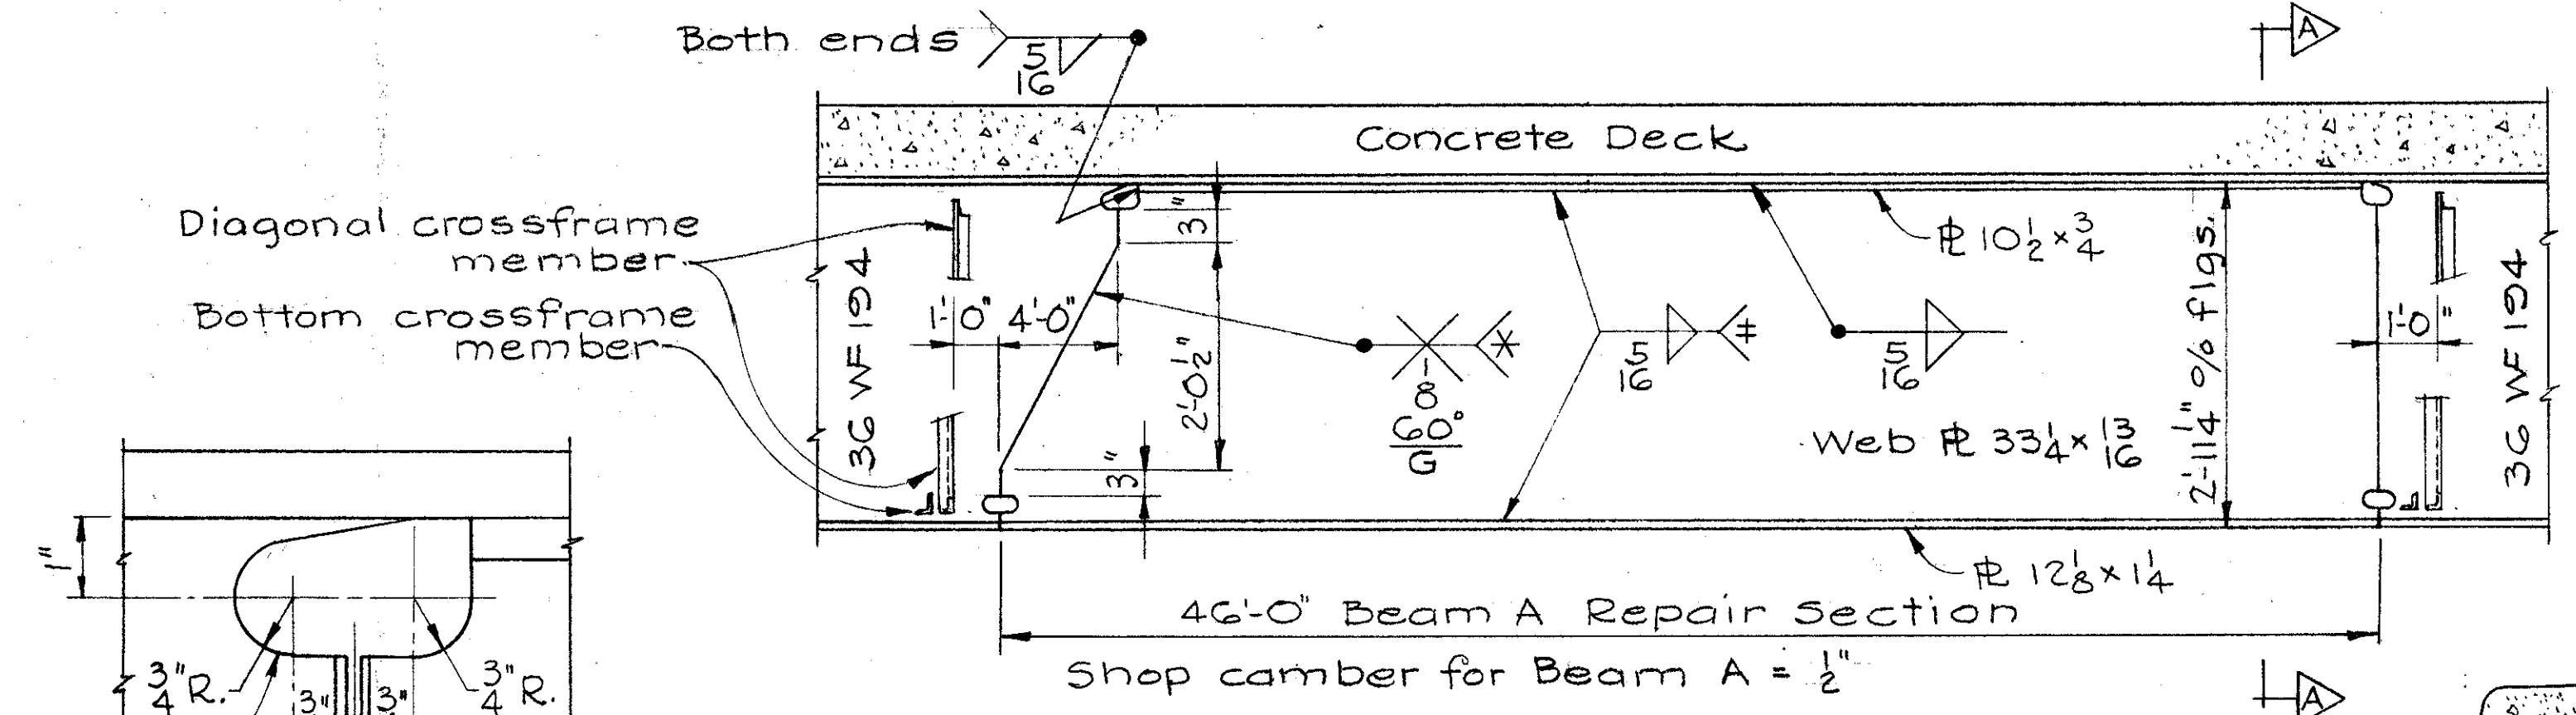 Both ends
5/16
A
Concrete Deck
Diagonal crossframe
member
Bottom crossframe
member
36 WF 194
1'-0"
4'-0"
3"
2'-0 1/2"
3"
1/8
60°
G
5/16
5/16
℞ 10 1/2 x 3/4
Web ℞ 33 1/4 x 13/16
2'-11 1/4" o/o flgs.
1'-0"
36 WF 194
℞ 12 1/8 x 1 1/4
46'-0" Beam A Repair Section
Shop camber for Beam A = 1/2"
A
1"
3/4" R.
3"
3"
3/4" R.